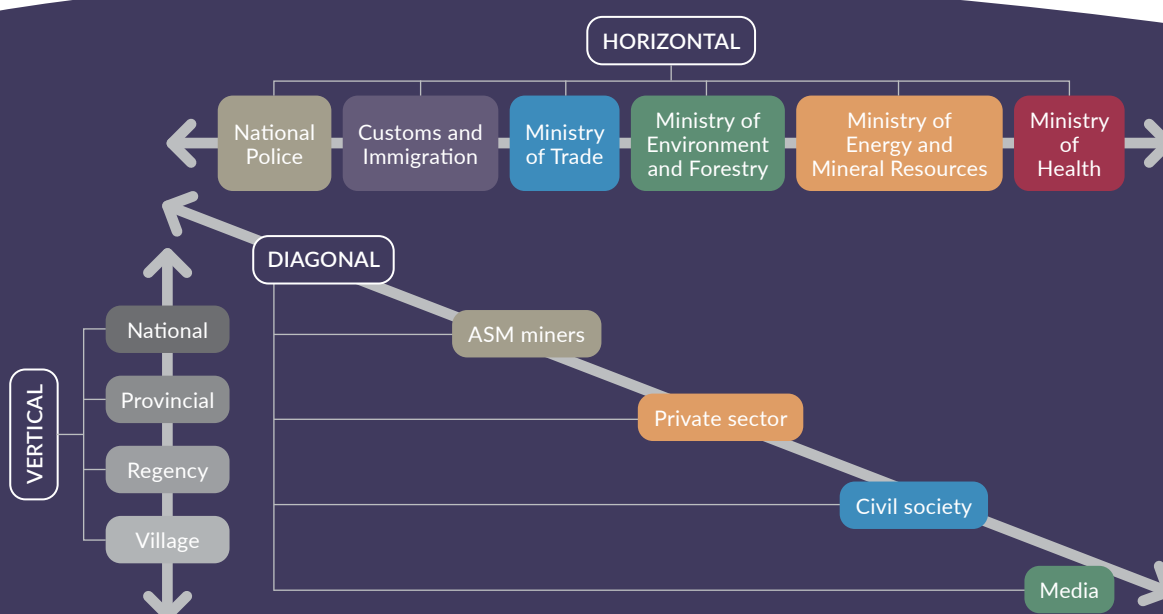 HORIZONTAL
National
Police
Customs and
Immigration
Ministry
of Trade
Ministry of
Environment
and Forestry
Ministry of
Energy and
Mineral Resources
Ministry
of
Health
DIAGONAL
ASM miners
Private sector
Civil society
Media
VERTICAL
National
Provincial
Regency
Village